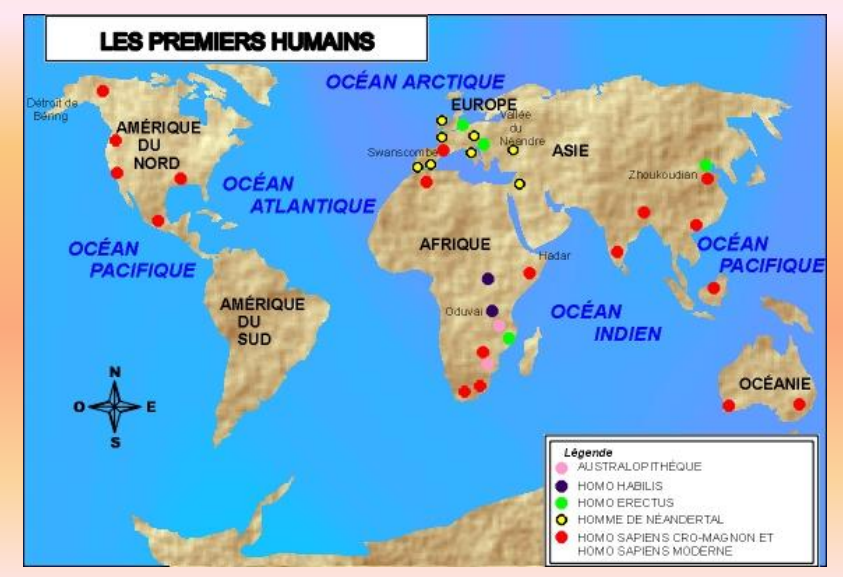 LES PREMIERS HUMAINS
OCÉAN ARCTIQUE
EUROPE
Détroit de
Béring
AMÉRIQUE
DU
NORD
Vallée
du
Néandre
Swanscombe
ASIE
Zhoukoudian
OCÉAN
ATLANTIQUE
OCÉAN
PACIFIQUE
AFRIQUE
Hadar
OCÉAN
PACIFIQUE
AMÉRIQUE
DU
SUD
Oduvai
OCÉAN
INDIEN
OCÉANIE
N
O E
S
Légende
AUSTRALOPITHÈQUE
HOMO HABILIS
HOMO ERECTUS
HOMME DE NÉANDERTAL
HOMO SAPIENS CRO-MAGNON ET
HOMO SAPIENS MODERNE